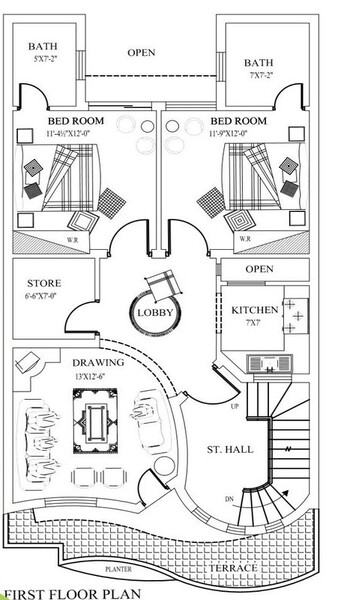 BATH
5'X7'-2"
OPEN
BATH
7'X7'-2"
BED ROOM
11'-4½"X12'-0"
BED ROOM
11'-9"X12'-0"
W.R
W.R
STORE
6'-6"X7'-0"
LOBBY
OPEN
KITCHEN
7'X7'
DRAWING
13'X12'-6"
UP
ST. HALL
DN
N
TERRACE
PLANTER
FIRST FLOOR PLAN